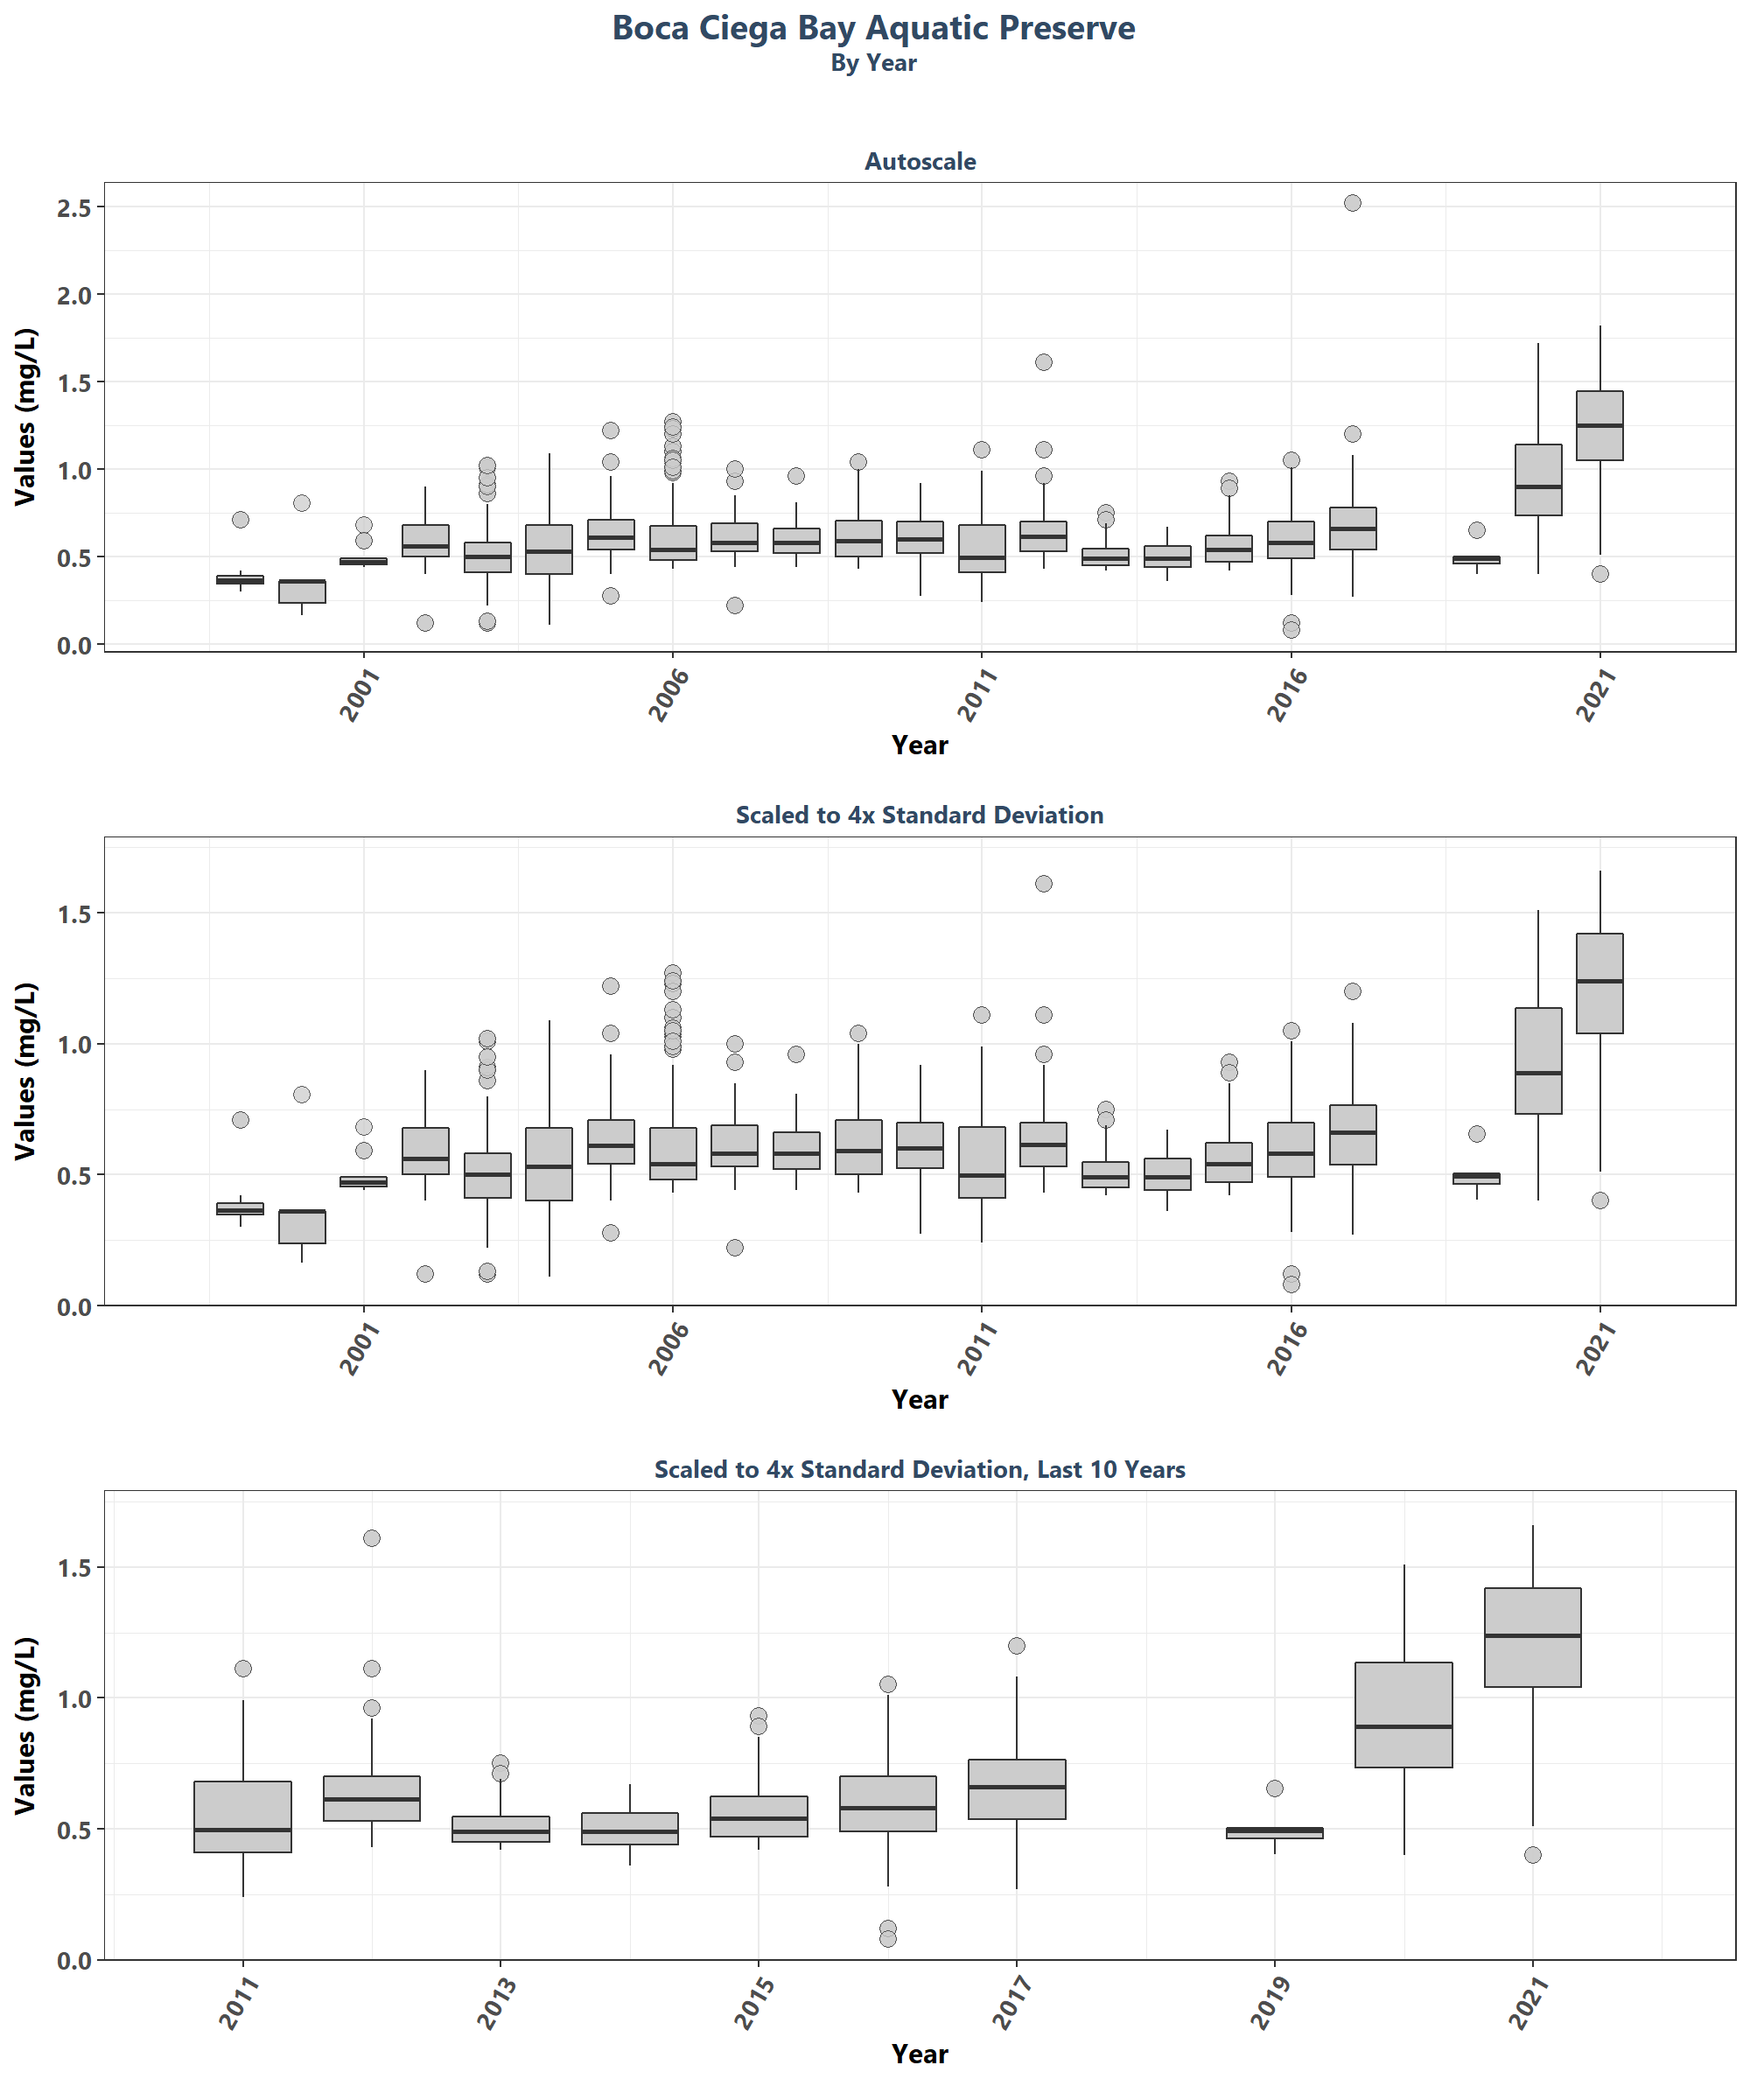 Boca Ciega Bay Aquatic Preserve
By Year
Autoscale
Values (mg/L)
2.5
2.0
1.5
1.0
0.5
0.0
2001 2006 2011 2016 2021
Year
Scaled to 4x Standard Deviation
Values (mg/L)
1.5
1.0
0.5
0.0
2001 2006 2011 2016 2021
Year
Scaled to 4x Standard Deviation, Last 10 Years
Values (mg/L)
1.5
1.0
0.5
0.0
2011 2013 2015 2017 2019 2021
Year